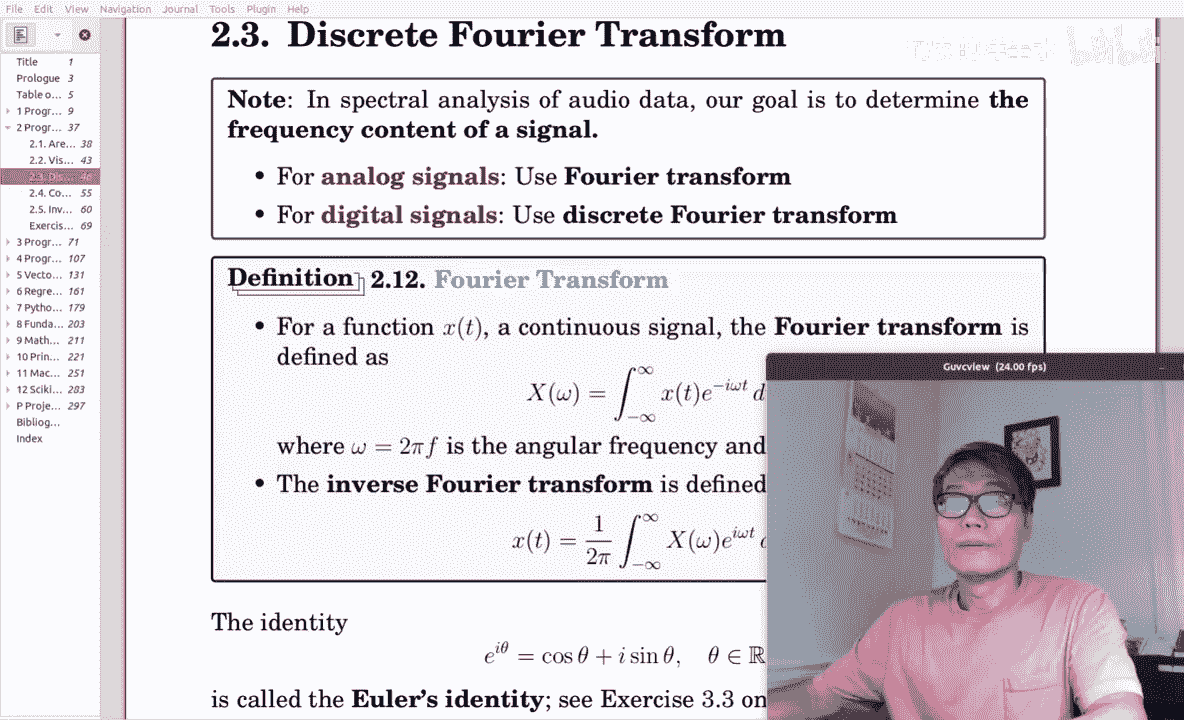 File Edit View Navigation Journal Tools Plugin Help
Title 1
Prologue 3
Table o... 5
1 Progr... 9
2 Progr... 37
2.1. Are... 38
2.2. Vis... 43
2.3. Dis... 46
2.4. Co... 55
2.5. Inv... 60
Exercis... 69
3 Progr... 71
4 Progr... 107
5 Vecto... 131
6 Regre... 161
7 Pytho... 179
8 Funda... 203
9 Math... 211
10 Prin... 221
11 Mac... 251
12 Sciki... 283
P Proje... 297
Bibliog...
Index
2.3. Discrete Fourier Transform
Note: In spectral analysis of audio data, our goal is to determine the
frequency content of a signal.
• For analog signals: Use Fourier transform
• For digital signals: Use discrete Fourier transform
Definition 2.12. Fourier Transform
• For a function x(t), a continuous signal, the Fourier transform is
defined as
X(ω) = ∫_{-∞}^{∞} x(t)e^{-iωt} d
where ω = 2πf is the angular frequency and
• The inverse Fourier transform is defined
x(t) = \frac{1}{2π} ∫_{-∞}^{∞} X(ω)e^{iωt}
The identity
e^{iθ} = cos θ + i sin θ, θ ∈ ℝ
is called the Euler's identity; see Exercise 3.3 on
Guvcview (24.00 fps)
bilibili